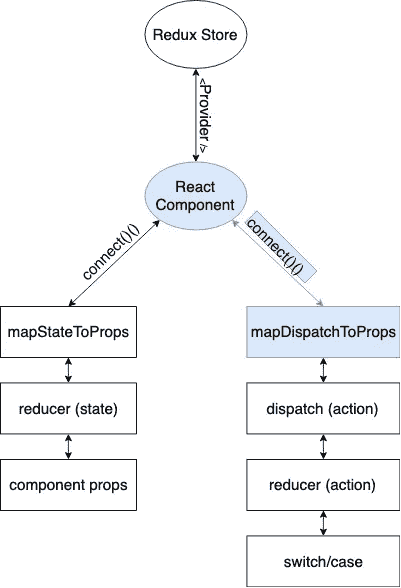 Redux Store
<Provider />
React
Component
connect()()
connect()()
mapStateToProps
mapDispatchToProps
reducer (state)
dispatch (action)
component props
reducer (action)
switch/case